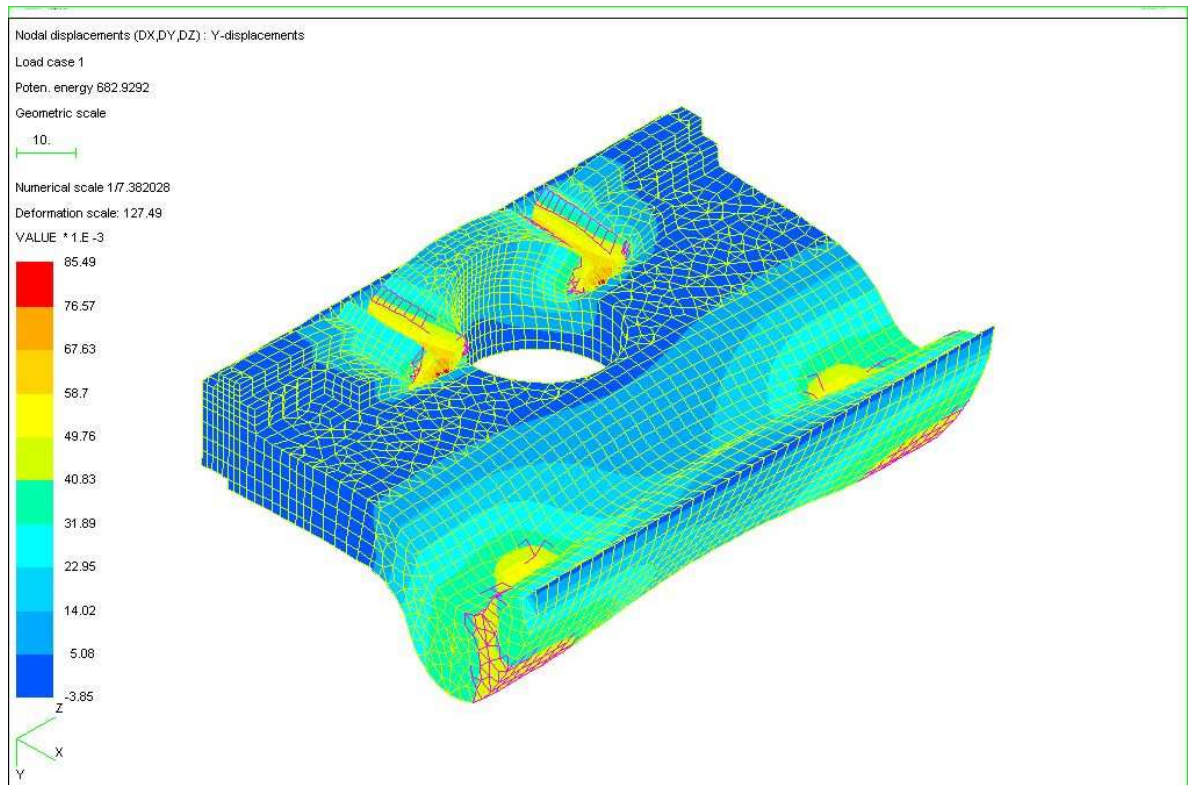 Nodal displacements (DX,DY,DZ) : Y-displacements
Load case 1
Poten. energy 682.9292
Geometric scale
10.
Numerical scale 1/7.382028
Deformation scale: 127.49
VALUE * 1.E -3
85.49
76.57
67.63
58.7
49.76
40.83
31.89
22.95
14.02
5.08
-3.85
Z
X
Y